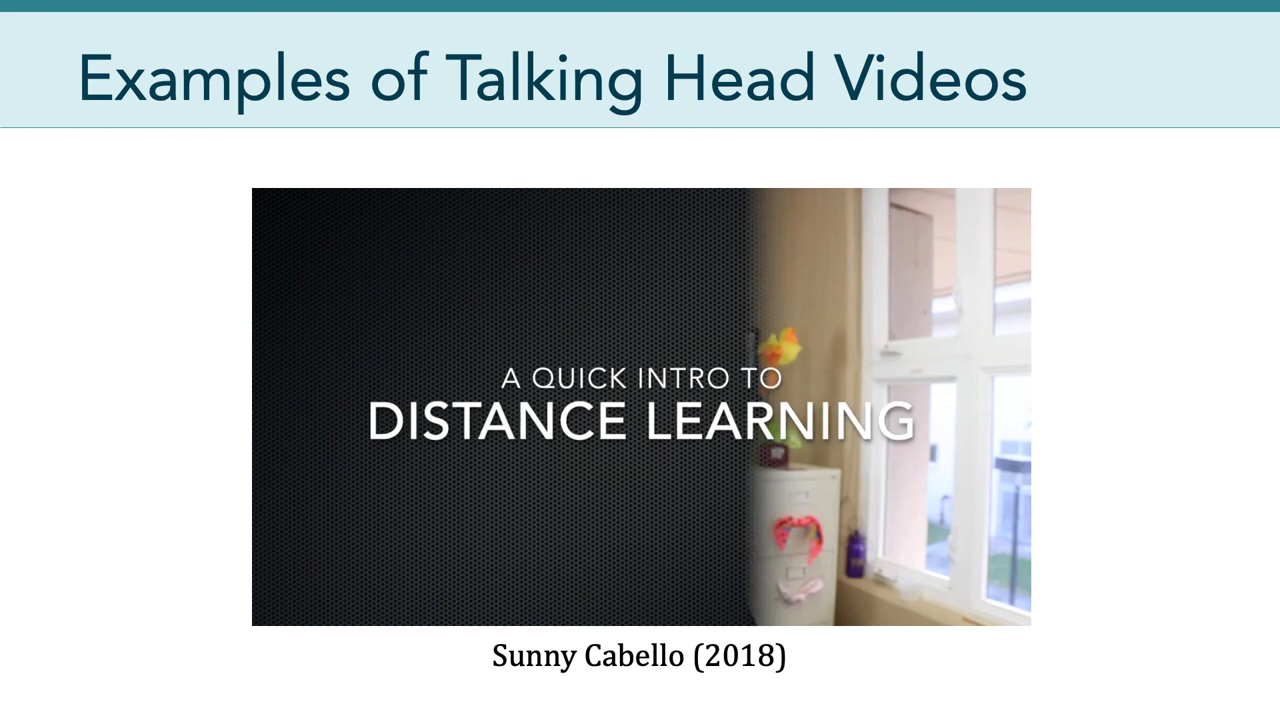 Examples of Talking Head Videos
A QUICK INTRO TO
DISTANCE LEARNING
Sunny Cabello (2018)